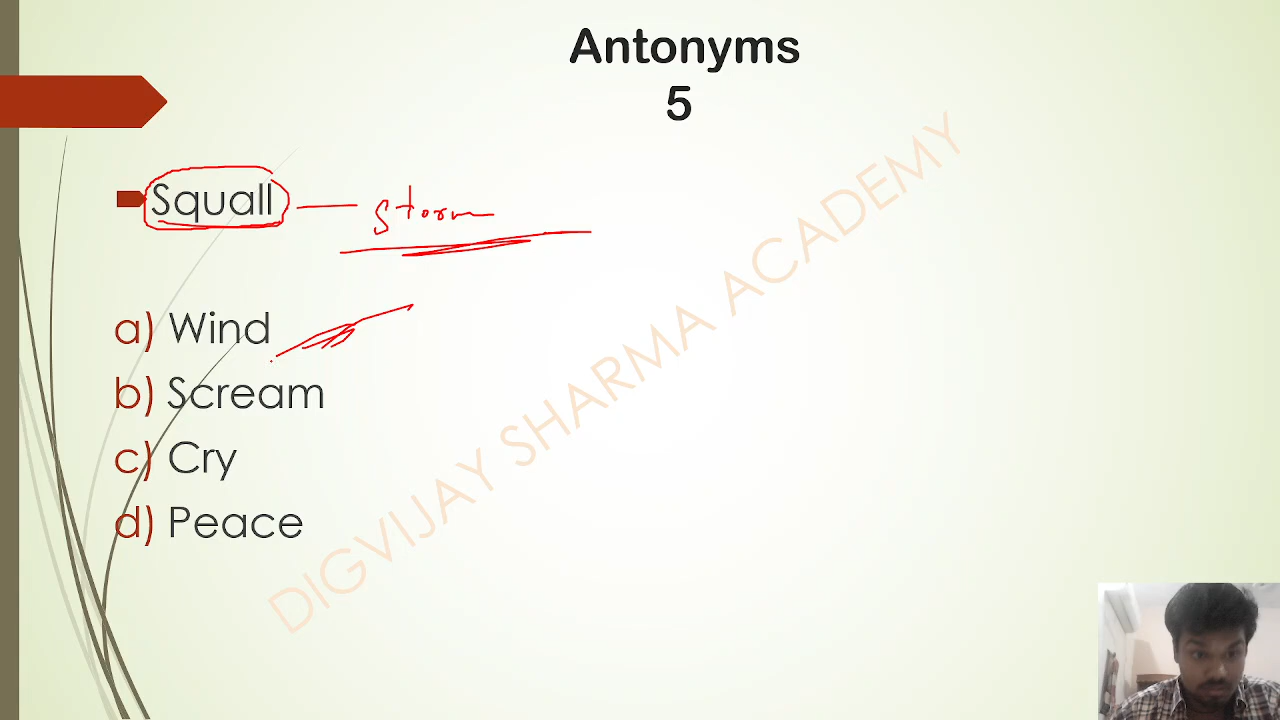 Antonyms
5
Squall — Storm
a) Wind
b) Scream
c) Cry
d) Peace
DIGVIJAY SHARMA ACADEMY